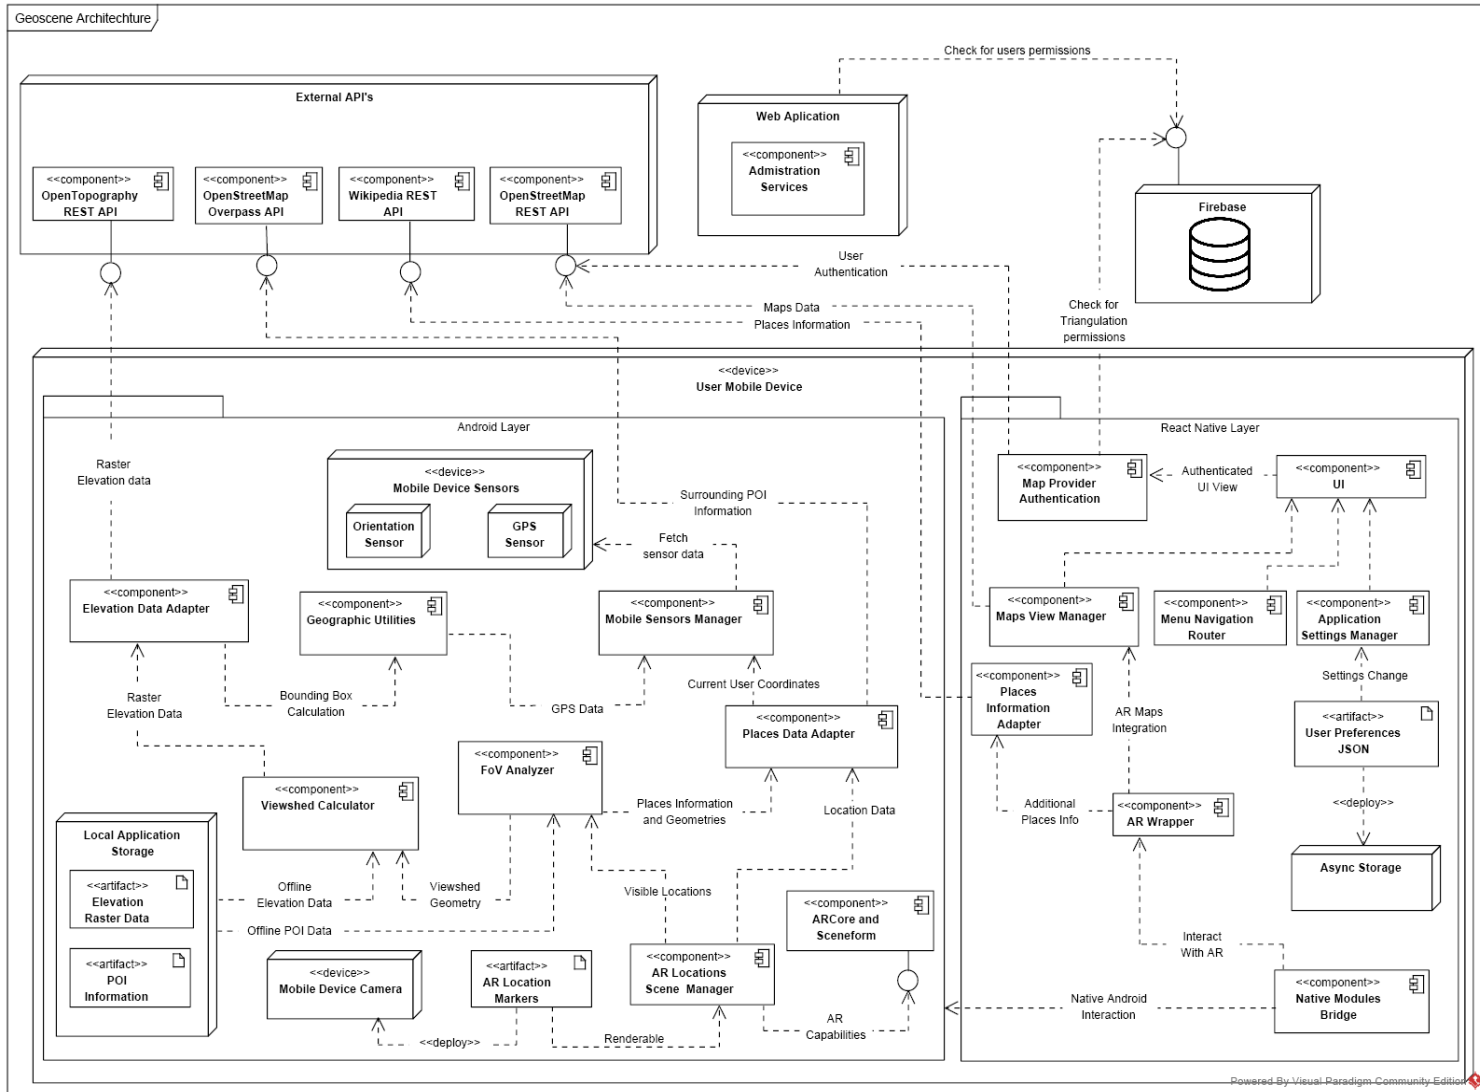 Geoscene Architechture
Check for users permissions
External API's
Web Aplication
<<component>>
Admistration
Services
<<component>>
OpenTopography
REST API
<<component>>
OpenStreetMap
Overpass API
<<component>>
Wikipedia REST
API
<<component>>
OpenStreetMap
REST API
Firebase
User
Authentication
Maps Data
Places Information
Check for
Triangulation
permissions
<<device>>
User Mobile Device
Android Layer
React Native Layer
Raster
Elevation data
<<device>>
Mobile Device Sensors
Orientation
Sensor
GPS
Sensor
Surrounding POI
Information
Fetch
sensor data
<<component>>
Map Provider
Authentication
Authenticated
UI View
<<component>>
UI
<<component>>
Elevation Data Adapter
<<component>>
Geographic Utilities
<<component>>
Mobile Sensors Manager
<<component>>
Maps View Manager
<<component>>
Menu Navigation
Router
<<component>>
Application
Settings Manager
Raster
Elevation Data
Bounding Box
Calculation
GPS Data
Current User Coordinates
<<component>>
Places Data Adapter
<<component>>
Places
Information
Adapter
AR Maps
Integration
Settings Change
<<artifact>>
User Preferences
JSON
<<component>>
FoV Analyzer
<<component>>
Viewshed Calculator
Places Information
and Geometries
Location Data
Additional
Places Info
<<component>>
AR Wrapper
<<deploy>>
Local Application
Storage
<<artifact>>
Elevation
Raster Data
<<artifact>>
POI
Information
Offline
Elevation Data
Viewshed
Geometry
Offline POI Data
Visible Locations
<<component>>
ARCore and
Sceneform
Async Storage
<<device>>
Mobile Device Camera
<<artifact>>
AR Location
Markers
<<component>>
AR Locations
Scene Manager
Interact
With AR
<<component>>
Native Modules
Bridge
Native Android
Interaction
<<deploy>>
Renderable
AR
Capabilities
Powered By Visual Paradigm Community Edition